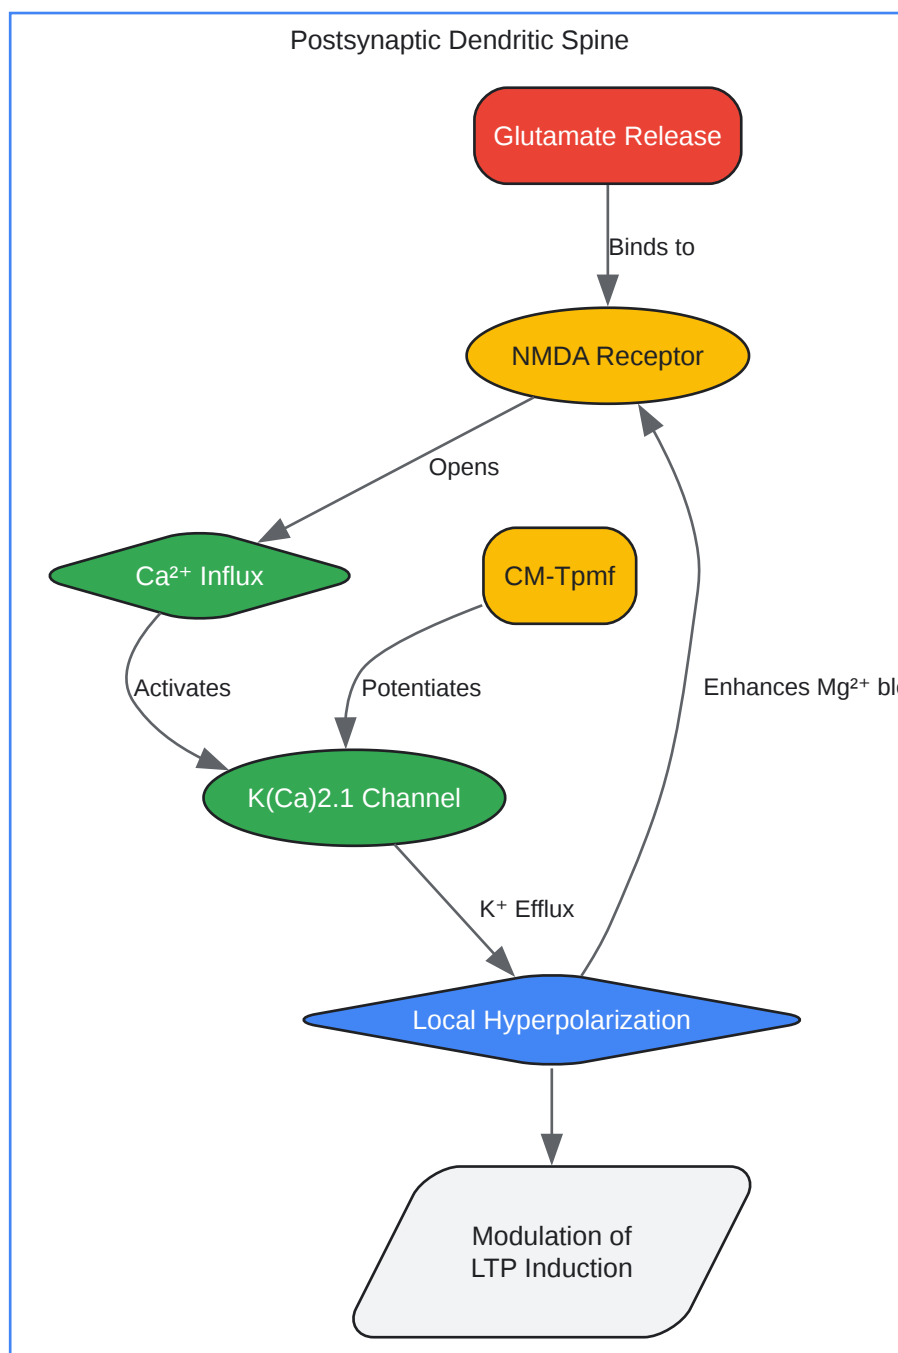 Postsynaptic Dendritic Spine
Glutamate Release
Binds to
NMDA Receptor
Opens
Ca²⁺ Influx
CM-Tpmf
Activates
Potentiates
Enhances Mg²⁺
K(Ca)2.1 Channel
K⁺ Efflux
Local Hyperpolarization
Modulation of
LTP Induction